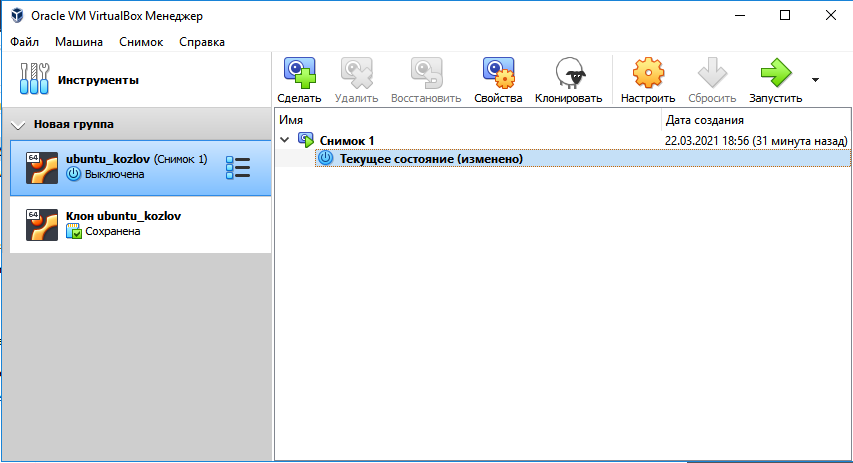 Oracle VM VirtualBox Менеджер
Файл Машина Снимок Справка
Инструменты
Сделать Удалить Восстановить Свойства Клонировать Настроить Сбросить Запустить
Новая группа
Имя Дата создания
Снимок 1 22.03.2021 18:56 (31 минута назад)
Текущее состояние (изменено)
64
ubuntu_kozlov (Снимок 1)
Выключена
64
Клон ubuntu_kozlov
Сохранена